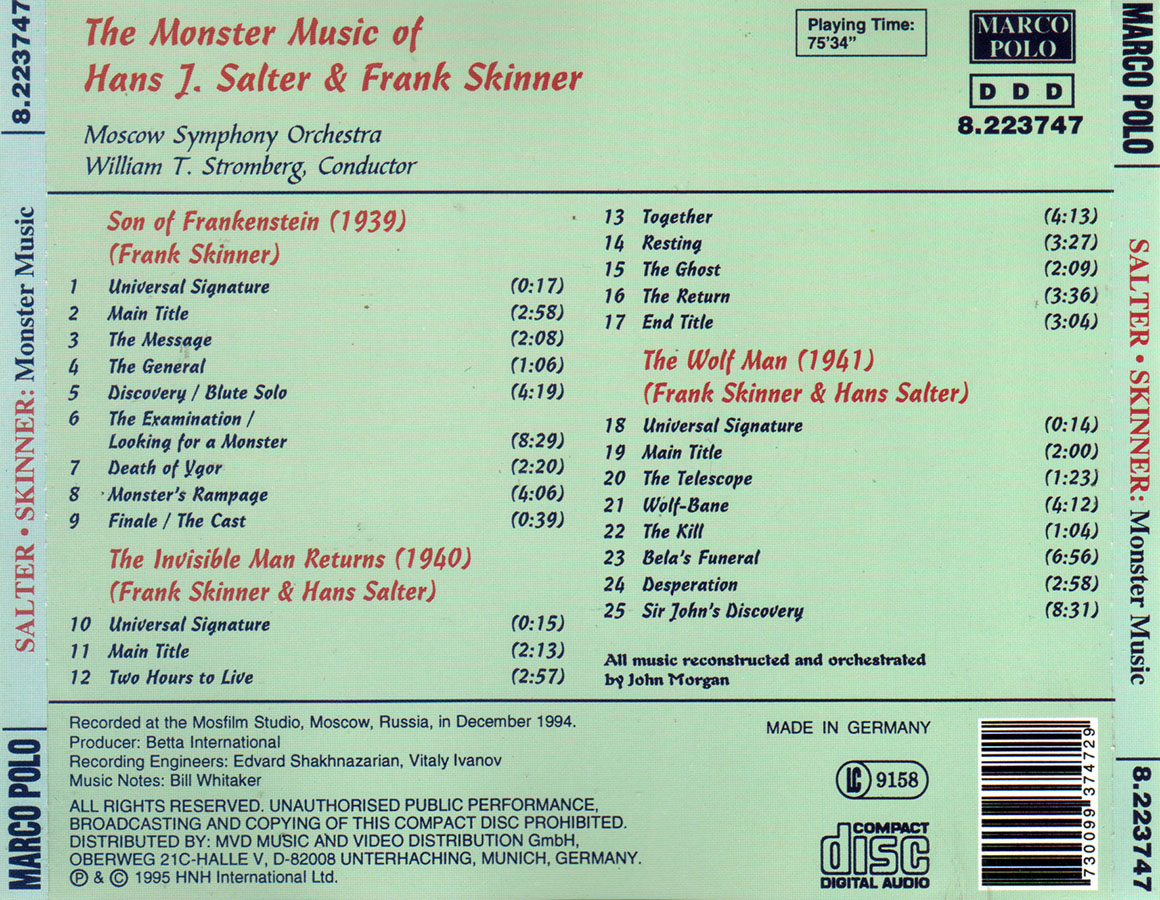 The Monster Music of
Hans J. Salter & Frank Skinner
Moscow Symphony Orchestra
William T. Stromberg, Conductor
Playing Time:
75'34"
MARCO
POLO
D D D
8.223747
Son of Frankenstein (1939)
(Frank Skinner)
1 Universal Signature (0:17)
2 Main Title (2:58)
3 The Message (2:08)
4 The General (1:06)
5 Discovery / Blute Solo (4:19)
6 The Examination /
Looking for a Monster (8:29)
7 Death of Ygor (2:20)
8 Monster's Rampage (4:06)
9 Finale / The Cast (0:39)
The Invisible Man Returns (1940)
(Frank Skinner & Hans Salter)
10 Universal Signature (0:15)
11 Main Title (2:13)
12 Two Hours to Live (2:57)
13 Together (4:13)
14 Resting (3:27)
15 The Ghost (2:09)
16 The Return (3:36)
17 End Title (3:04)
The Wolf Man (1941)
(Frank Skinner & Hans Salter)
18 Universal Signature (0:14)
19 Main Title (2:00)
20 The Telescope (1:23)
21 Wolf-Bane (4:12)
22 The Kill (1:04)
23 Bela's Funeral (6:56)
24 Desperation (2:58)
25 Sir John's Discovery (8:31)
All music reconstructed and orchestrated
by John Morgan
Recorded at the Mosfilm Studio, Moscow, Russia, in December 1994.
Producer: Betta International
Recording Engineers: Edvard Shakhnazarian, Vitaly Ivanov
Music Notes: Bill Whitaker
ALL RIGHTS RESERVED. UNAUTHORISED PUBLIC PERFORMANCE,
BROADCASTING AND COPYING OF THIS COMPACT DISC PROHIBITED.
DISTRIBUTED BY: MVD MUSIC AND VIDEO DISTRIBUTION GmbH,
OBERWEG 21C-HALLE V, D-82008 UNTERHACHING, MUNICH, GERMANY.
℗ & © 1995 HNH International Ltd.
MADE IN GERMANY
LC 9158
COMPACT
disc
DIGITAL AUDIO
730099 374729
MARCO POLO
SALTER • SKINNER: Monster Music
8.223747
MARCO POLO
SALTER • SKINNER: Monster Music
8.223747